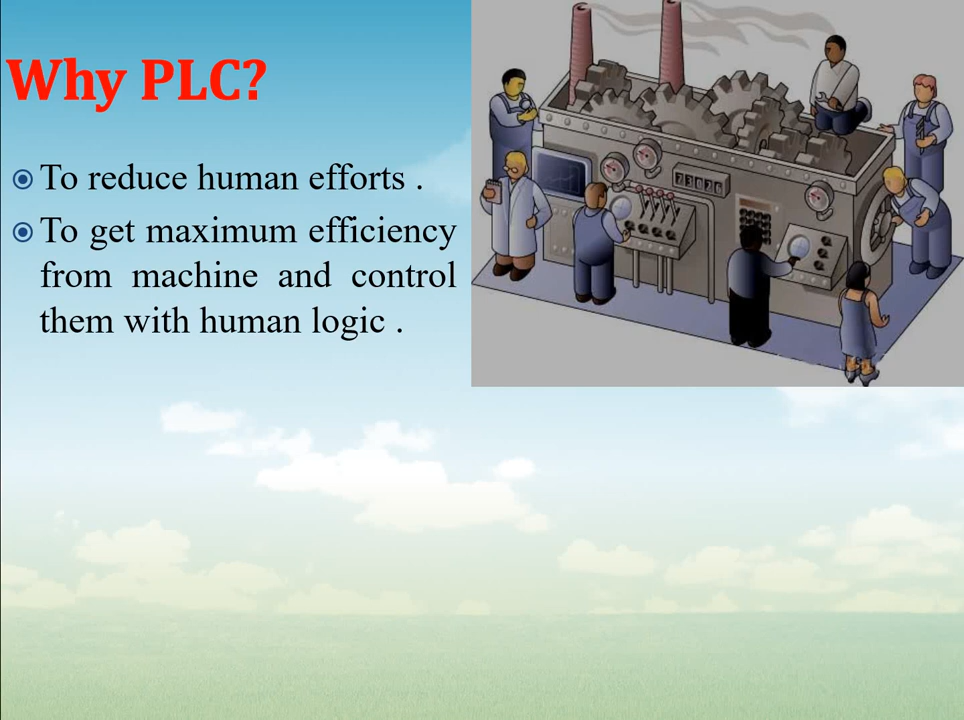 Why PLC?
To reduce human efforts .
To get maximum efficiency
from machine and control
them with human logic .